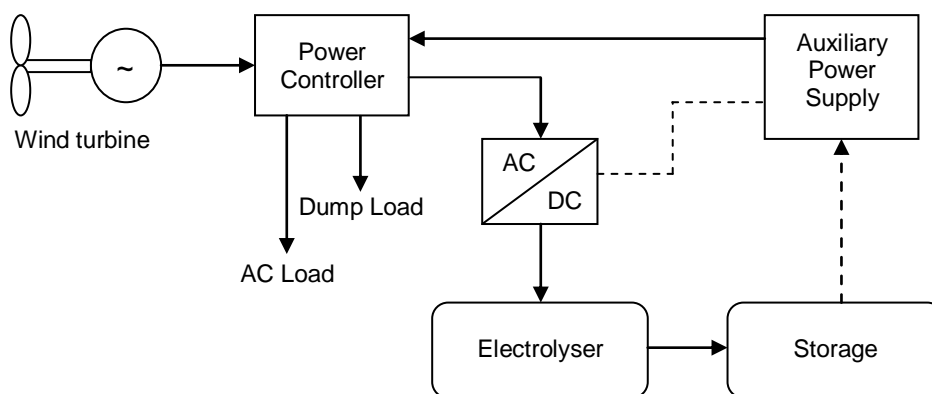 Power
Controller
Auxiliary
Power
Supply
~
Wind turbine
AC
DC
Dump Load
AC Load
Electrolyser
Storage